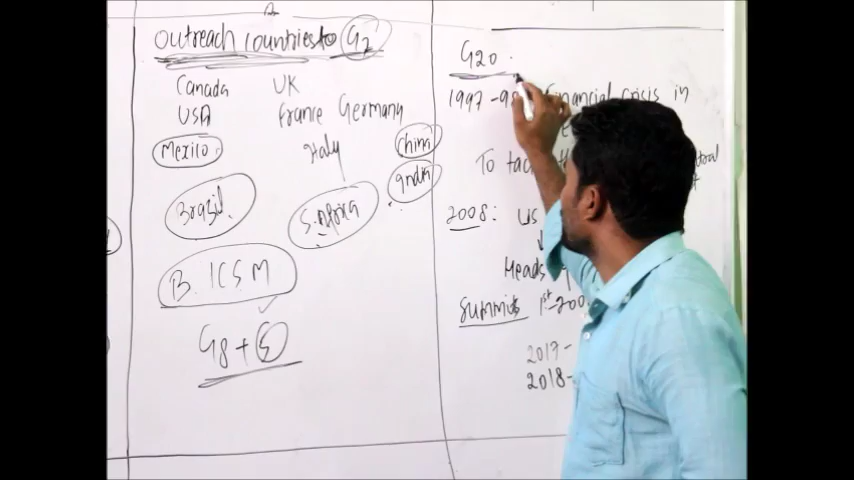 Outreach Countries to G7
Canada UK
USA France Germany
Mexico Italy China
India
Brazil S. Africa
B. ICSM
G8 + 5
G20
1997 - 9 Financial crisis in
To tac
2008: US
Heads
Summits 1st - 200
2017 -
2018 -